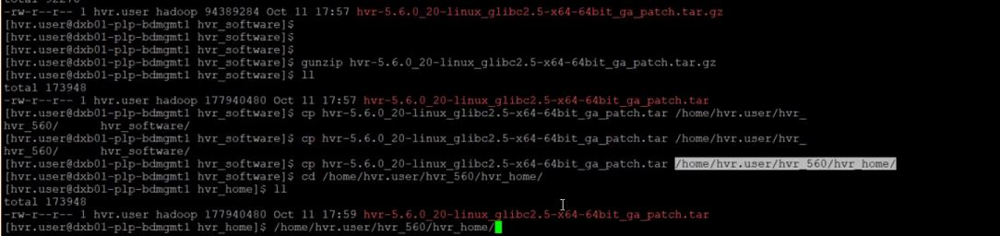 total 92276
-rw-r--r-- 1 hvr.user hadoop 94389284 Oct 11 17:57 hvr-5.6.0_20-linux_glibc2.5-x64-64bit_ga_patch.tar.gz
[hvr.user@dxb01-plp-bdmgmt1 hvr_software]$
[hvr.user@dxb01-plp-bdmgmt1 hvr_software]$
[hvr.user@dxb01-plp-bdmgmt1 hvr_software]$
[hvr.user@dxb01-plp-bdmgmt1 hvr_software]$ gunzip hvr-5.6.0_20-linux_glibc2.5-x64-64bit_ga_patch.tar.gz
[hvr.user@dxb01-plp-bdmgmt1 hvr_software]$ ll
total 173948
-rw-r--r-- 1 hvr.user hadoop 177940480 Oct 11 17:57 hvr-5.6.0_20-linux_glibc2.5-x64-64bit_ga_patch.tar
[hvr.user@dxb01-plp-bdmgmt1 hvr_software]$ cp hvr-5.6.0_20-linux_glibc2.5-x64-64bit_ga_patch.tar /home/hvr.user/hvr_
hvr_560/      hvr_software/
[hvr.user@dxb01-plp-bdmgmt1 hvr_software]$ cp hvr-5.6.0_20-linux_glibc2.5-x64-64bit_ga_patch.tar /home/hvr.user/hvr_
hvr_560/      hvr_software/
[hvr.user@dxb01-plp-bdmgmt1 hvr_software]$ cp hvr-5.6.0_20-linux_glibc2.5-x64-64bit_ga_patch.tar /home/hvr.user/hvr_560/hvr_home/
[hvr.user@dxb01-plp-bdmgmt1 hvr_software]$ cd /home/hvr.user/hvr_560/hvr_home/
[hvr.user@dxb01-plp-bdmgmt1 hvr_home]$ ll
total 173948
-rw-r--r-- 1 hvr.user hadoop 177940480 Oct 11 17:59 hvr-5.6.0_20-linux_glibc2.5-x64-64bit_ga_patch.tar
[hvr.user@dxb01-plp-bdmgmt1 hvr_home]$ /home/hvr.user/hvr_560/hvr_home/